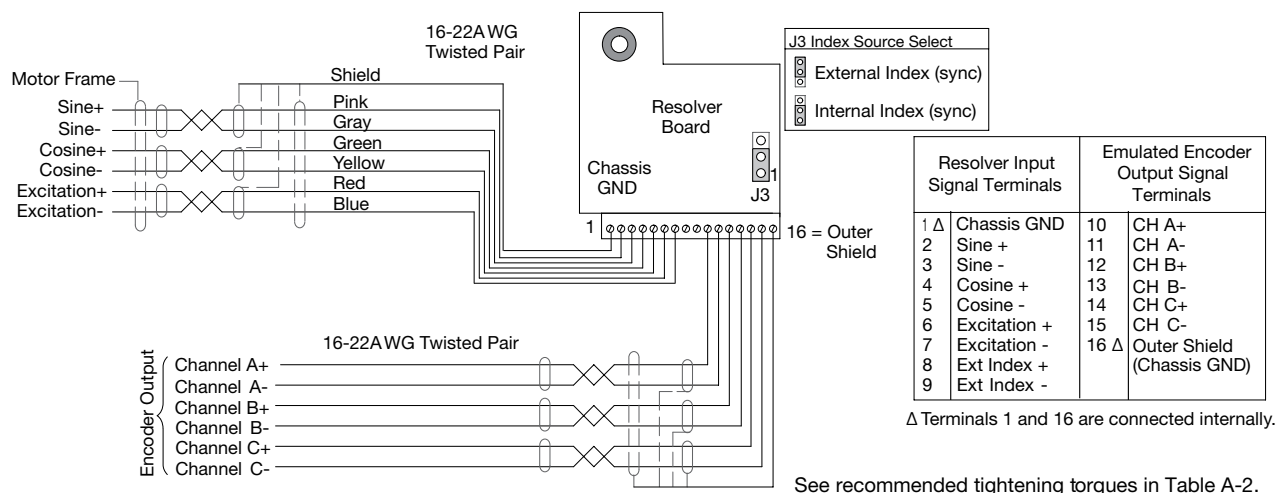 16-22AWG
Twisted Pair
Motor Frame
Shield
Sine+
Pink
Sine-
Gray
Cosine+
Green
Cosine-
Yellow
Excitation+
Red
Excitation-
Blue
Resolver
Board
Chassis
GND
1
J3
1
16 = Outer
Shield
J3 Index Source Select
External Index (sync)
Internal Index (sync)
Resolver Input
Signal Terminals
Emulated Encoder
Output Signal
Terminals
1 Δ Chassis GND 10 CH A+
2 Sine + 11 CH A-
3 Sine - 12 CH B+
4 Cosine + 13 CH B-
5 Cosine - 14 CH C+
6 Excitation + 15 CH C-
7 Excitation - 16 Δ Outer Shield
8 Ext Index + (Chassis GND)
9 Ext Index -
Δ Terminals 1 and 16 are connected internally.
16-22AWG Twisted Pair
Encoder Output
Channel A+
Channel A-
Channel B+
Channel B-
Channel C+
Channel C-
See recommended tightening torques in Table A-2.